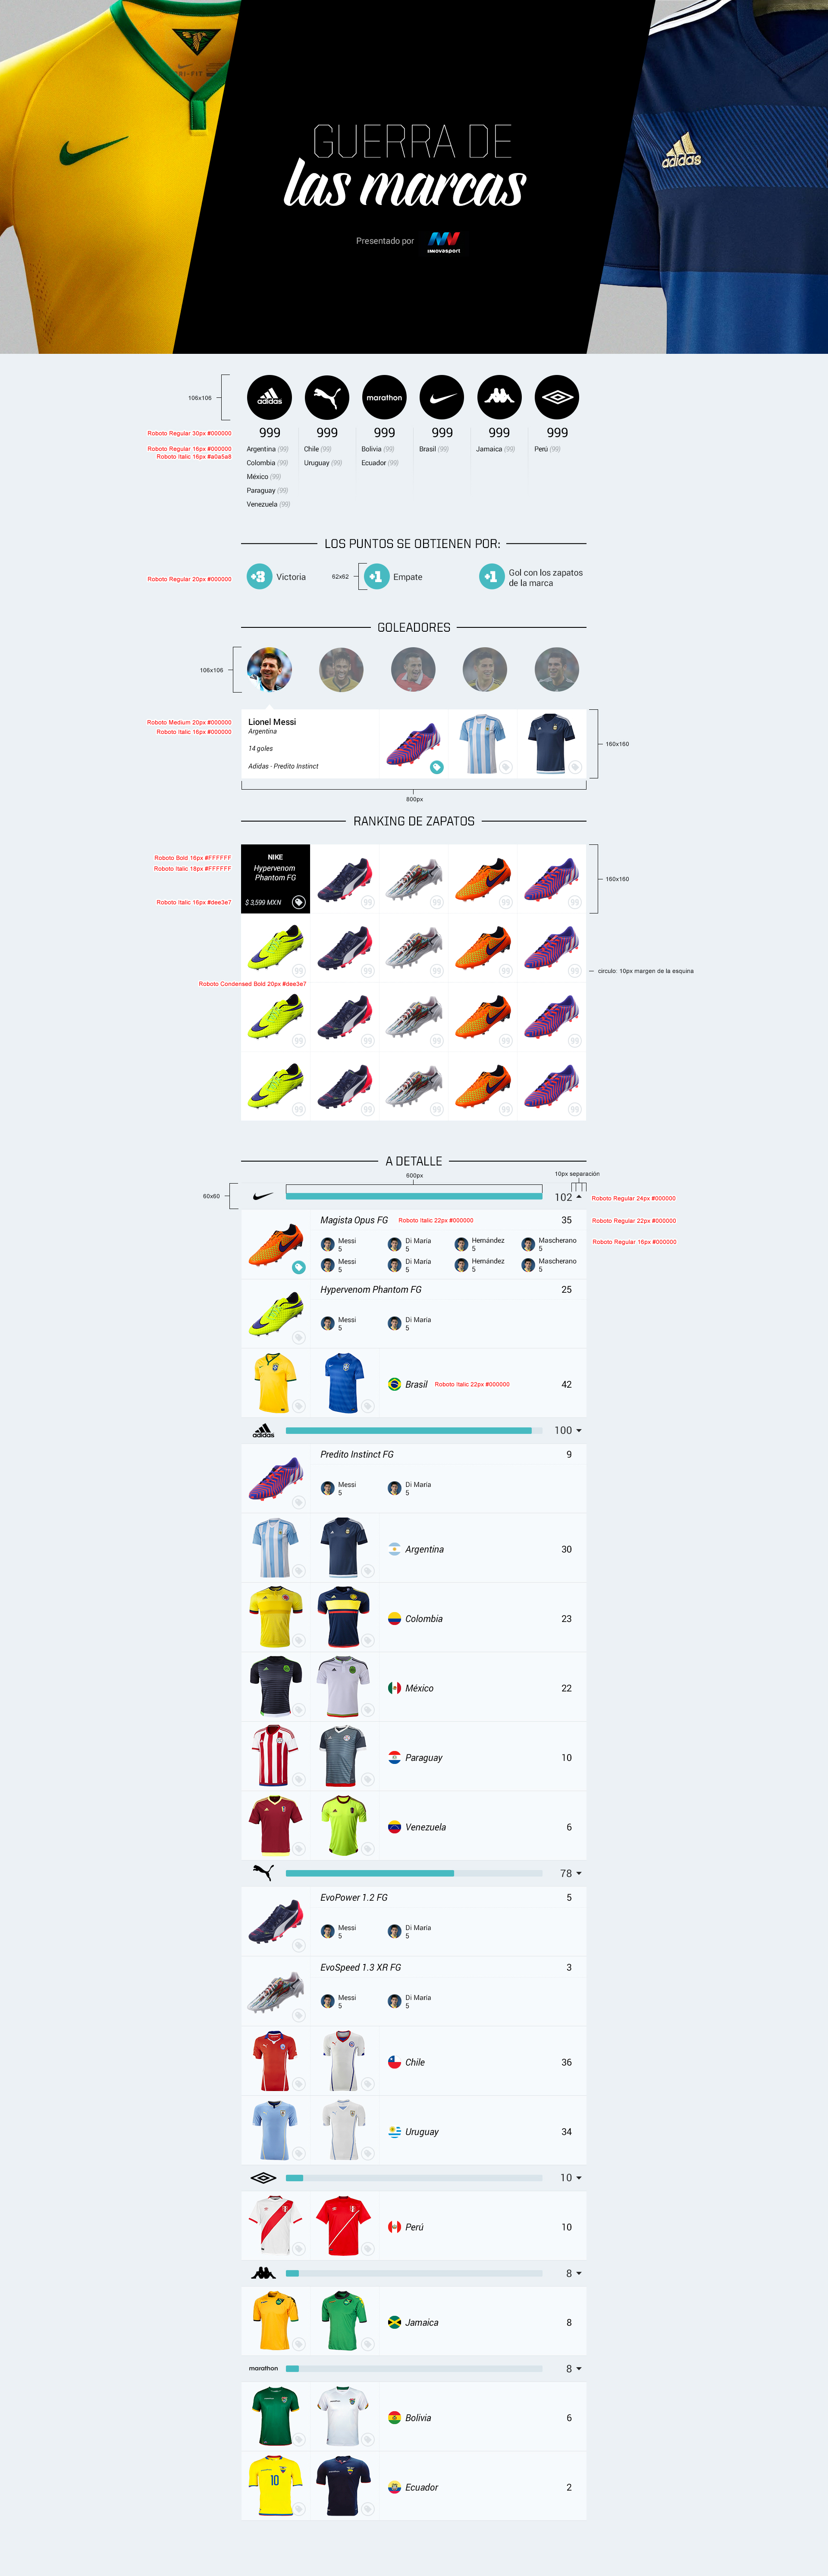 DRI-FIT
adidas
GUERRA DE
las marcas
Presentado por
innovasport
106x106
adidas
marathon
Roboto Regular 30px #000000
999
999
999
999
999
999
Roboto Regular 16px #000000
Roboto Italic 16px #a0a5a8
Argentina (99)
Chile (99)
Bolivia (99)
Brasil (99)
Jamaica (99)
Perú (99)
Colombia (99)
Uruguay (99)
Ecuador (99)
México (99)
Paraguay (99)
Venezuela (99)
LOS PUNTOS SE OBTIENEN POR:
Roboto Regular 20px #000000
+3
Victoria
62x62
+1
Empate
+1
Gol con los zapatos
de la marca
GOLEADORES
106x106
Roboto Medium 20px #000000
Roboto Italic 16px #000000
Lionel Messi
Argentina
14 goles
Adidas - Predito Instinct
160x160
800px
RANKING DE ZAPATOS
Roboto Bold 16px #FFFFFF
Roboto Italic 18px #FFFFFF
Roboto Italic 16px #dee3e7
NIKE
Hypervenom
Phantom FG
$ 3,599 MXN
99
99
99
99
160x160
99
99
99
99
99
circulo: 10px margen de la esquina
Roboto Condensed Bold 20px #dee3e7
99
99
99
99
99
99
99
99
99
99
A DETALLE
600px
10px separación
60x60
102
Roboto Regular 24px #000000
Magista Opus FG
Roboto Italic 22px #000000
35
Roboto Regular 22px #000000
Messi
5
Di María
5
Hernández
5
Mascherano
5
Roboto Regular 16px #000000
Messi
5
Di María
5
Hernández
5
Mascherano
5
Hypervenom Phantom FG
25
Messi
5
Di María
5
Brasil
Roboto Italic 22px #000000
42
adidas
100
Predito Instinct FG
9
Messi
5
Di María
5
Argentina
30
Colombia
23
México
22
Paraguay
10
Venezuela
6
78
EvoPower 1.2 FG
5
Messi
5
Di María
5
EvoSpeed 1.3 XR FG
3
Messi
5
Di María
5
Chile
36
Uruguay
34
10
Perú
10
8
Jamaica
8
marathon
8
Bolivia
6
10
Ecuador
2